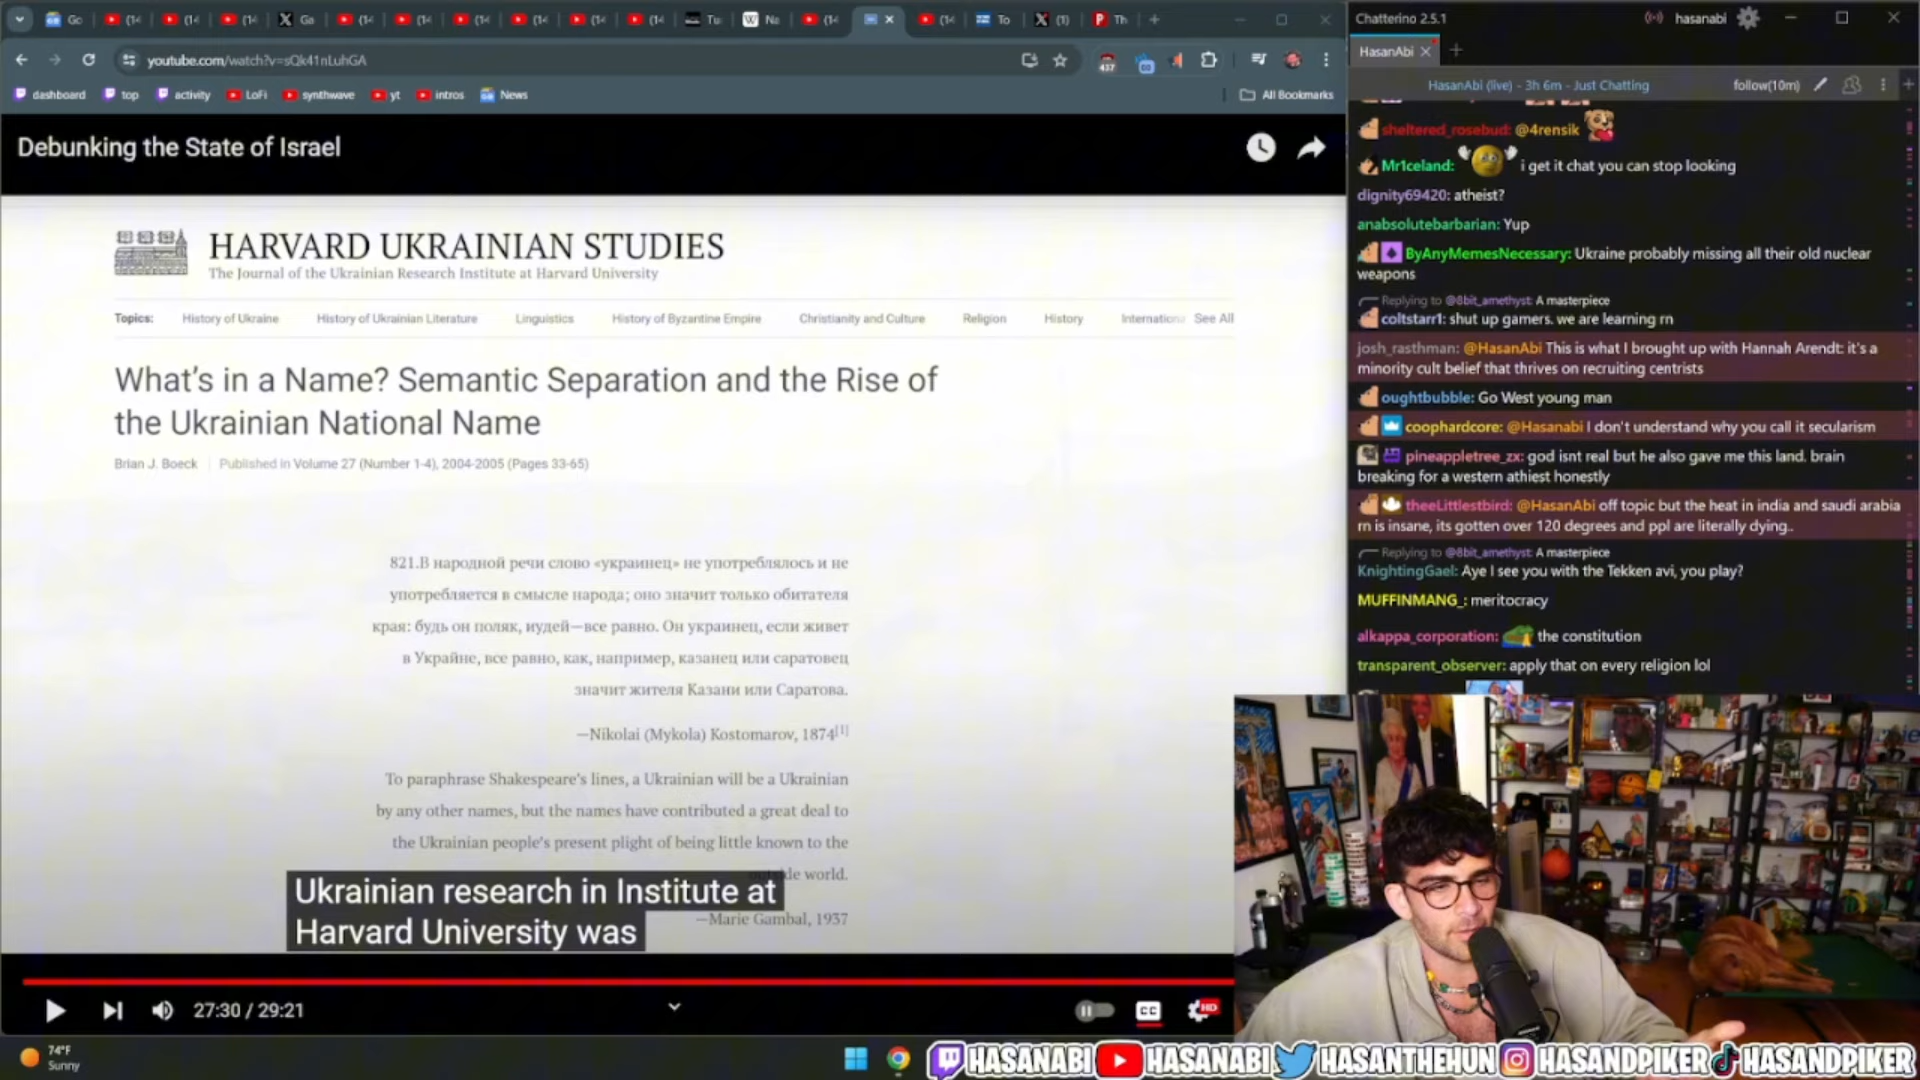 Go
(14
Ga
Tu
Na
To
(1)
Th
youtube.com/watch?v=sQk41nLuhGA
437
dashboard
top
activity
LoFi
synthwave
yt
intros
News
All Bookmarks
Debunking the State of Israel
HARVARD UKRAINIAN STUDIES
The Journal of the Ukrainian Research Institute at Harvard University
Topics: History of Ukraine History of Ukrainian Literature Linguistics History of Byzantine Empire Christianity and Culture Religion History Internationa See All
What's in a Name? Semantic Separation and the Rise of
the Ukrainian National Name
Brian J. Boeck | Published in Volume 27 (Number 1-4), 2004-2005 (Pages 33-65)
821.В народной речи слово «украинец» не употреблялось и не
употребляется в смысле народа; оно значит только обитателя
края: будь он поляк, иудей—все равно. Он украинец, если живет
в Украйне, все равно, как, например, казанец или саратовец
значит жителя Казани или Саратова.
—Nikolai (Mykola) Kostomarov, 1874[1]
To paraphrase Shakespeare's lines, a Ukrainian will be a Ukrainian
by any other names, but the names have contributed a great deal to
the Ukrainian people's present plight of being little known to the
world.
—Marie Gambal, 1937
Ukrainian research in Institute at
Harvard University was
27:30 / 29:21
CC
HD
74°F
Sunny
Chatterino 2.5.1
hasanabi
HasanAbi
HasanAbi (live) - 3h 6m - Just Chatting
follow(10m)
sheltered_rosebud: @4rensik
Mr1celand: i get it chat you can stop looking
dignity69420: atheist?
anabsolutebarbarian: Yup
ByAnyMemesNecessary: Ukraine probably missing all their old nuclear
weapons
Replying to @8bit_amethyst: A masterpiece
coltstarr1: shut up gamers. we are learning rn
josh_rasthman: @HasanAbi This is what I brought up with Hannah Arendt: it's a
minority cult belief that thrives on recruiting centrists
oughtbubble: Go West young man
coophardcore: @Hasanabi I don't understand why you call it secularism
pineappletree_zx: god isnt real but he also gave me this land. brain
breaking for a western athiest honestly
theeLittlestbird: @HasanAbi off topic but the heat in india and saudi arabia
rn is insane, its gotten over 120 degrees and ppl are literally dying..
Replying to @8bit_amethyst: A masterpiece
KnightingGael: Aye I see you with the Tekken avi, you play?
MUFFINMANG_: meritocracy
alkappa_corporation: the constitution
transparent_observer: apply that on every religion lol
HASANABI HASANABI HASANTHEHUN HASANDPIKER HASANDPIKER